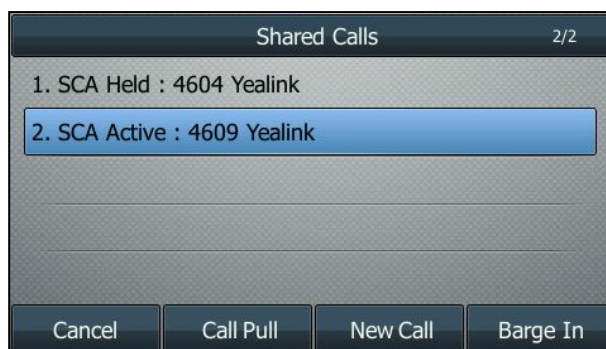 Shared Calls 2/2
1. SCA Held : 4604 Yealink
2. SCA Active : 4609 Yealink
Cancel Call Pull New Call Barge In